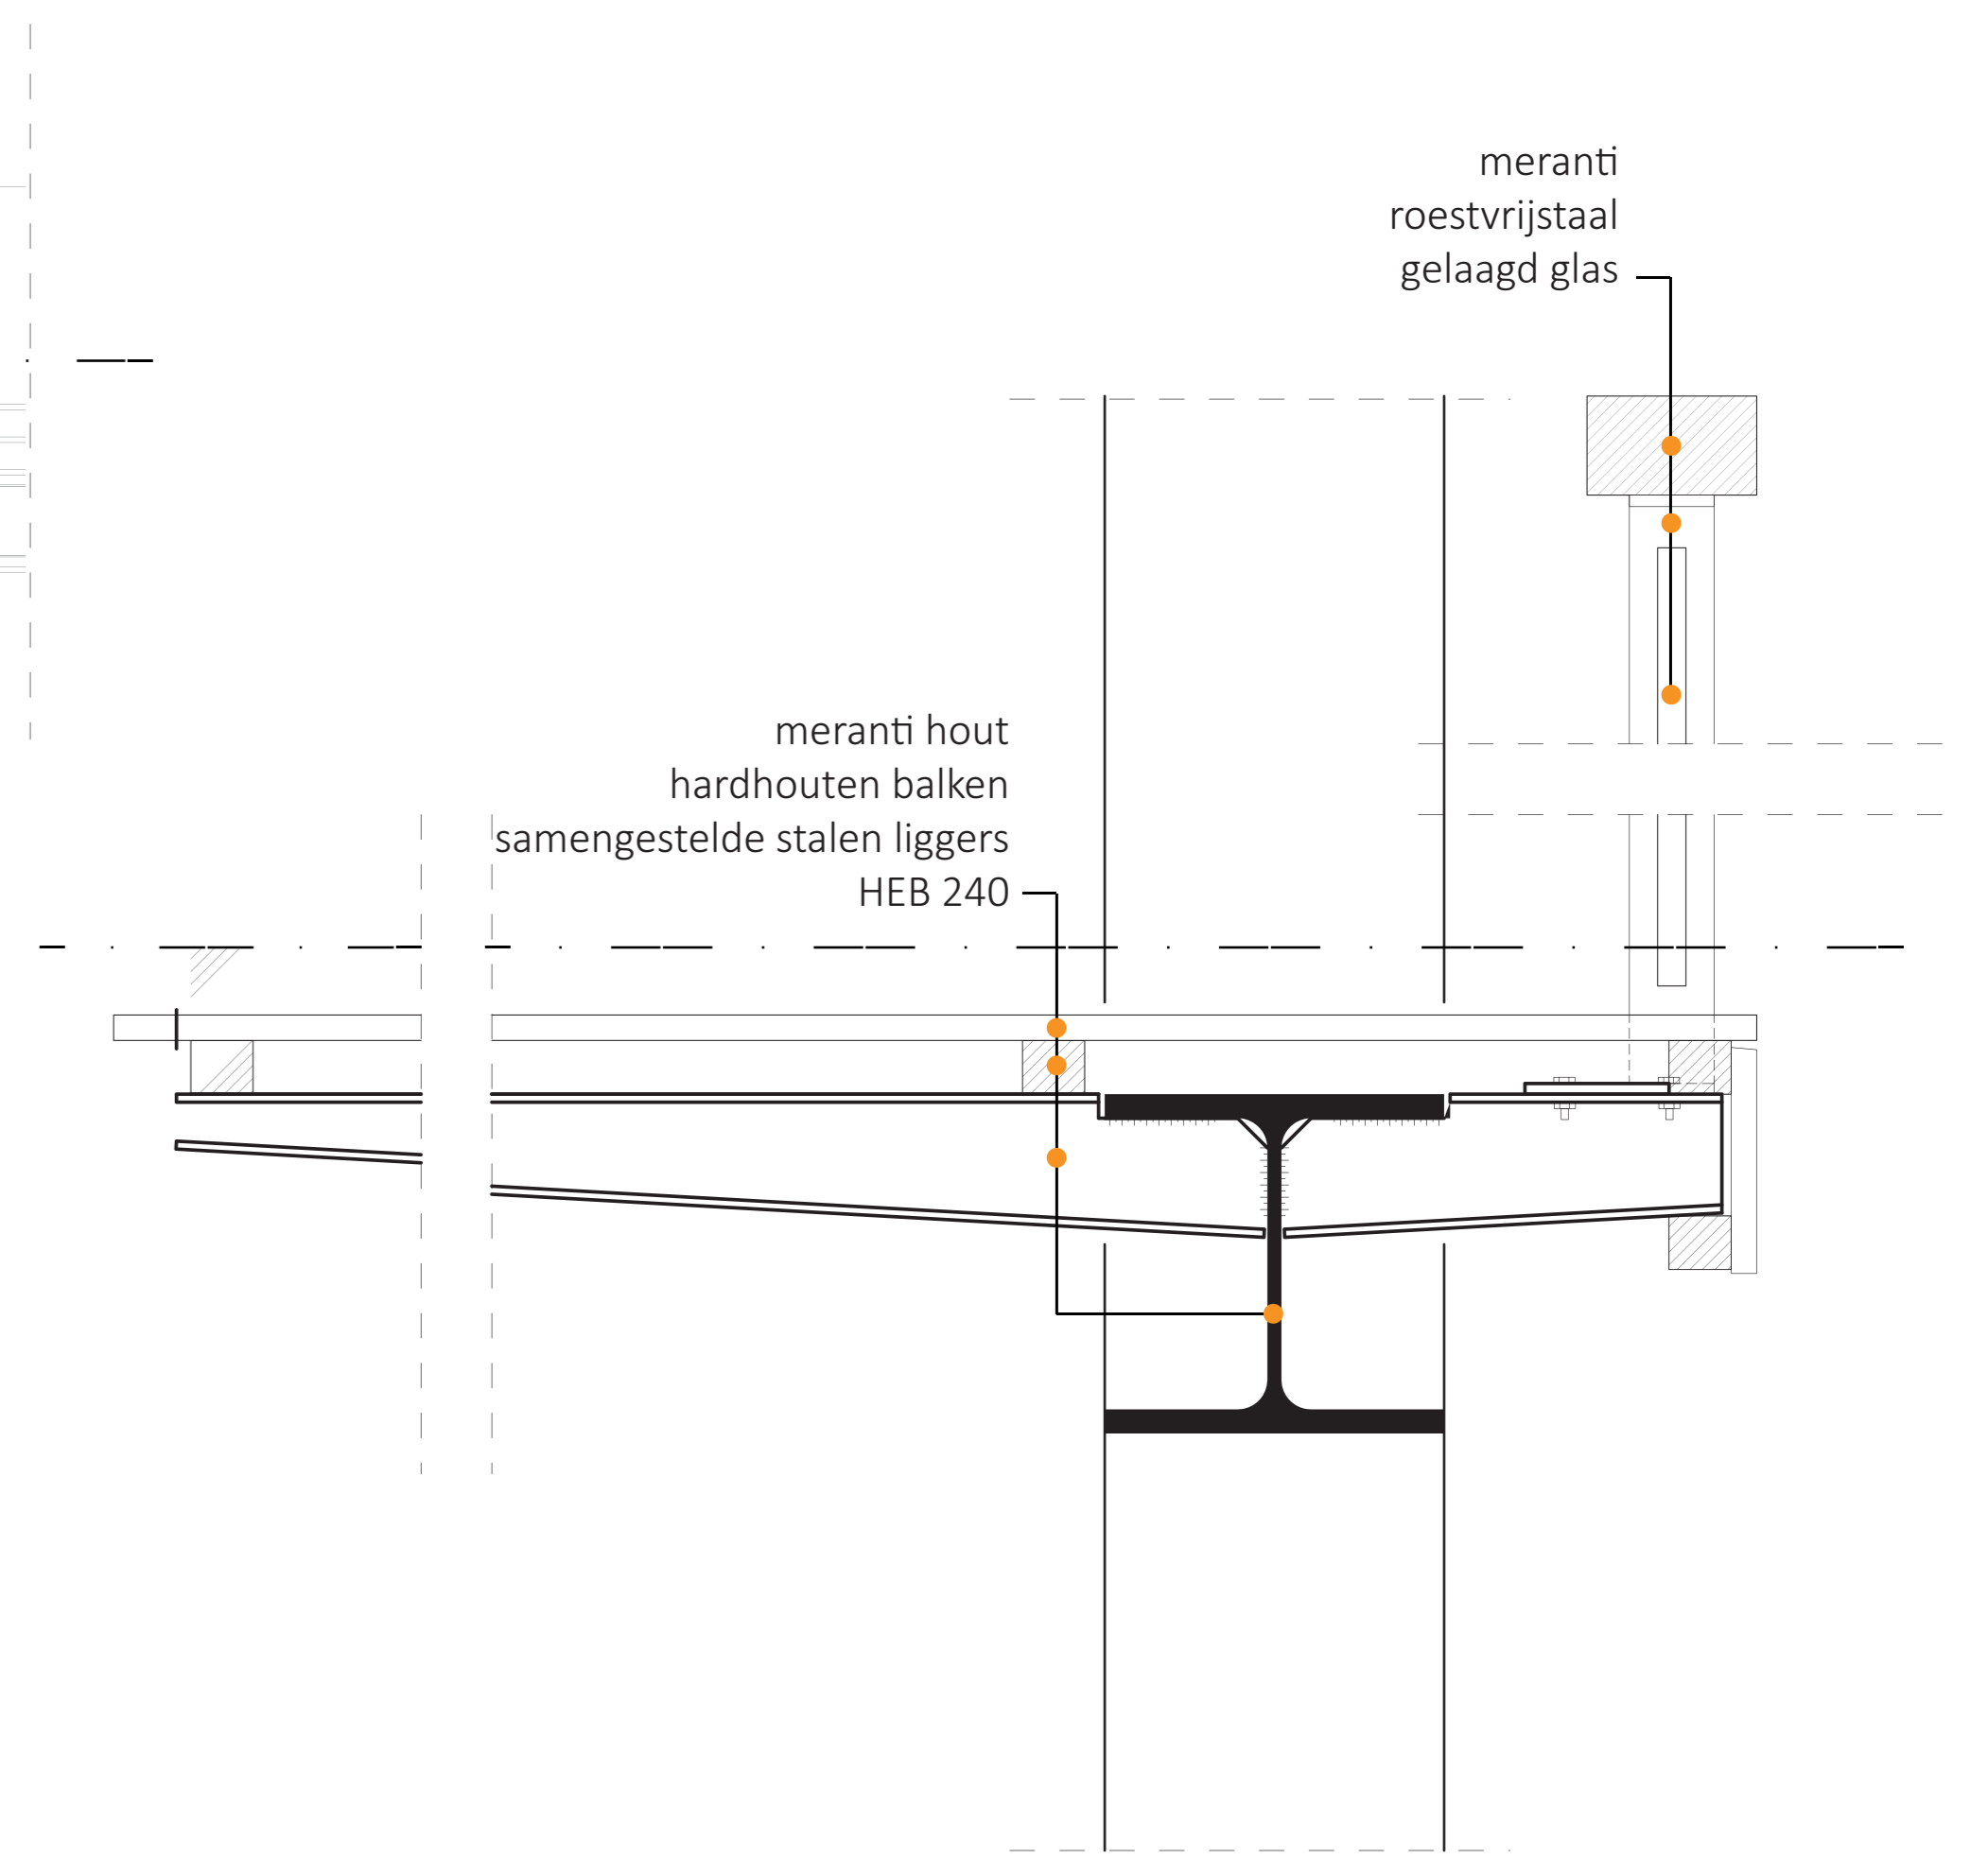 meranti
roestvrijstaal
gelaagd glas
meranti hout
hardhouten balken
samengestelde stalen liggers
HEB 240